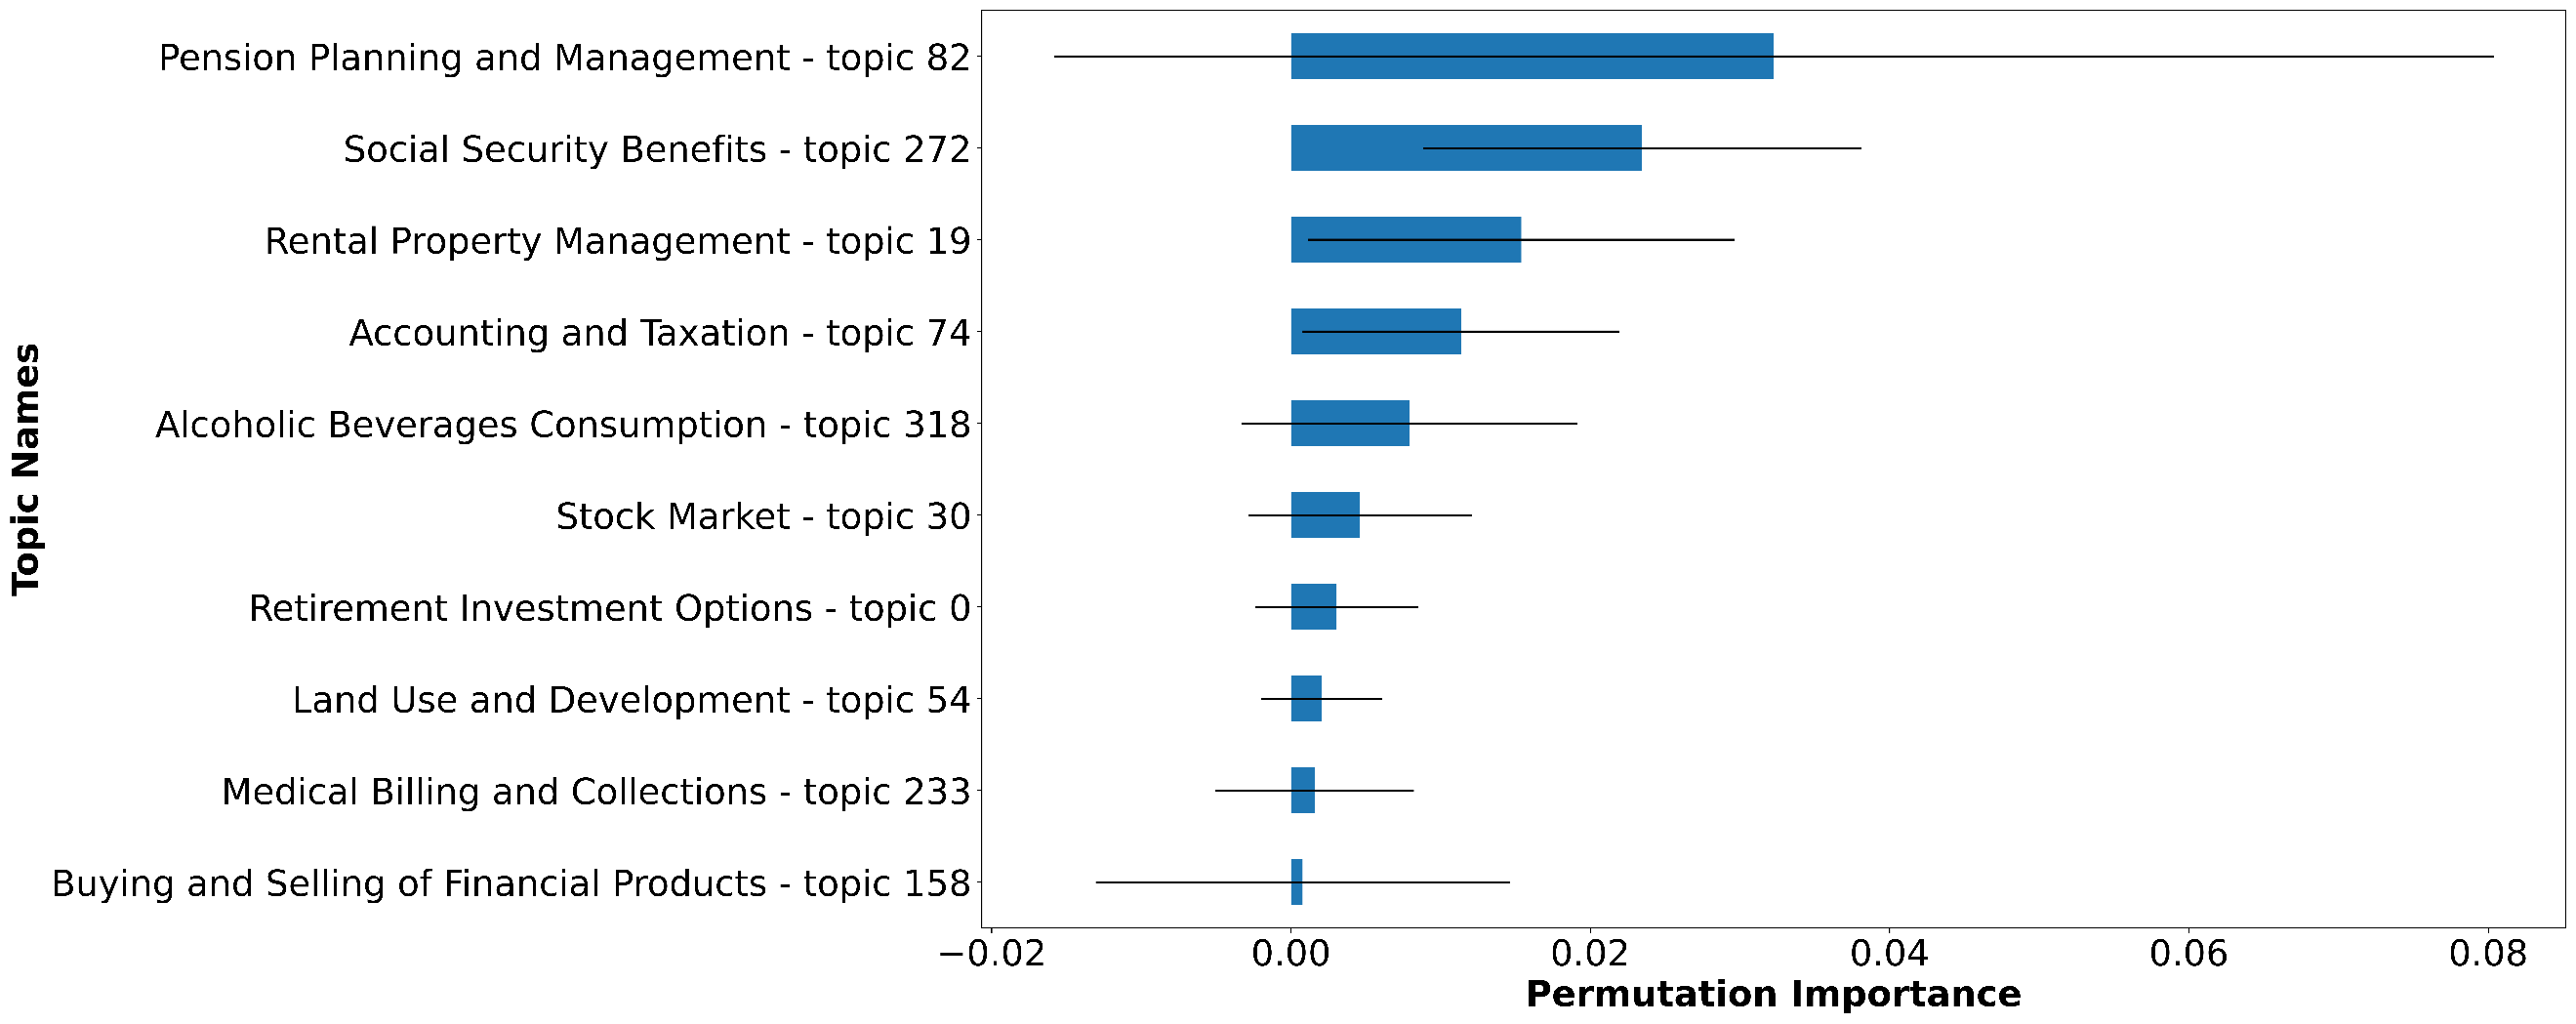 Topic Names
Pension Planning and Management - topic 82
Social Security Benefits - topic 272
Rental Property Management - topic 19
Accounting and Taxation - topic 74
Alcoholic Beverages Consumption - topic 318
Stock Market - topic 30
Retirement Investment Options - topic 0
Land Use and Development - topic 54
Medical Billing and Collections - topic 233
Buying and Selling of Financial Products - topic 158
−0.02 0.00 0.02 0.04 0.06 0.08
Permutation Importance